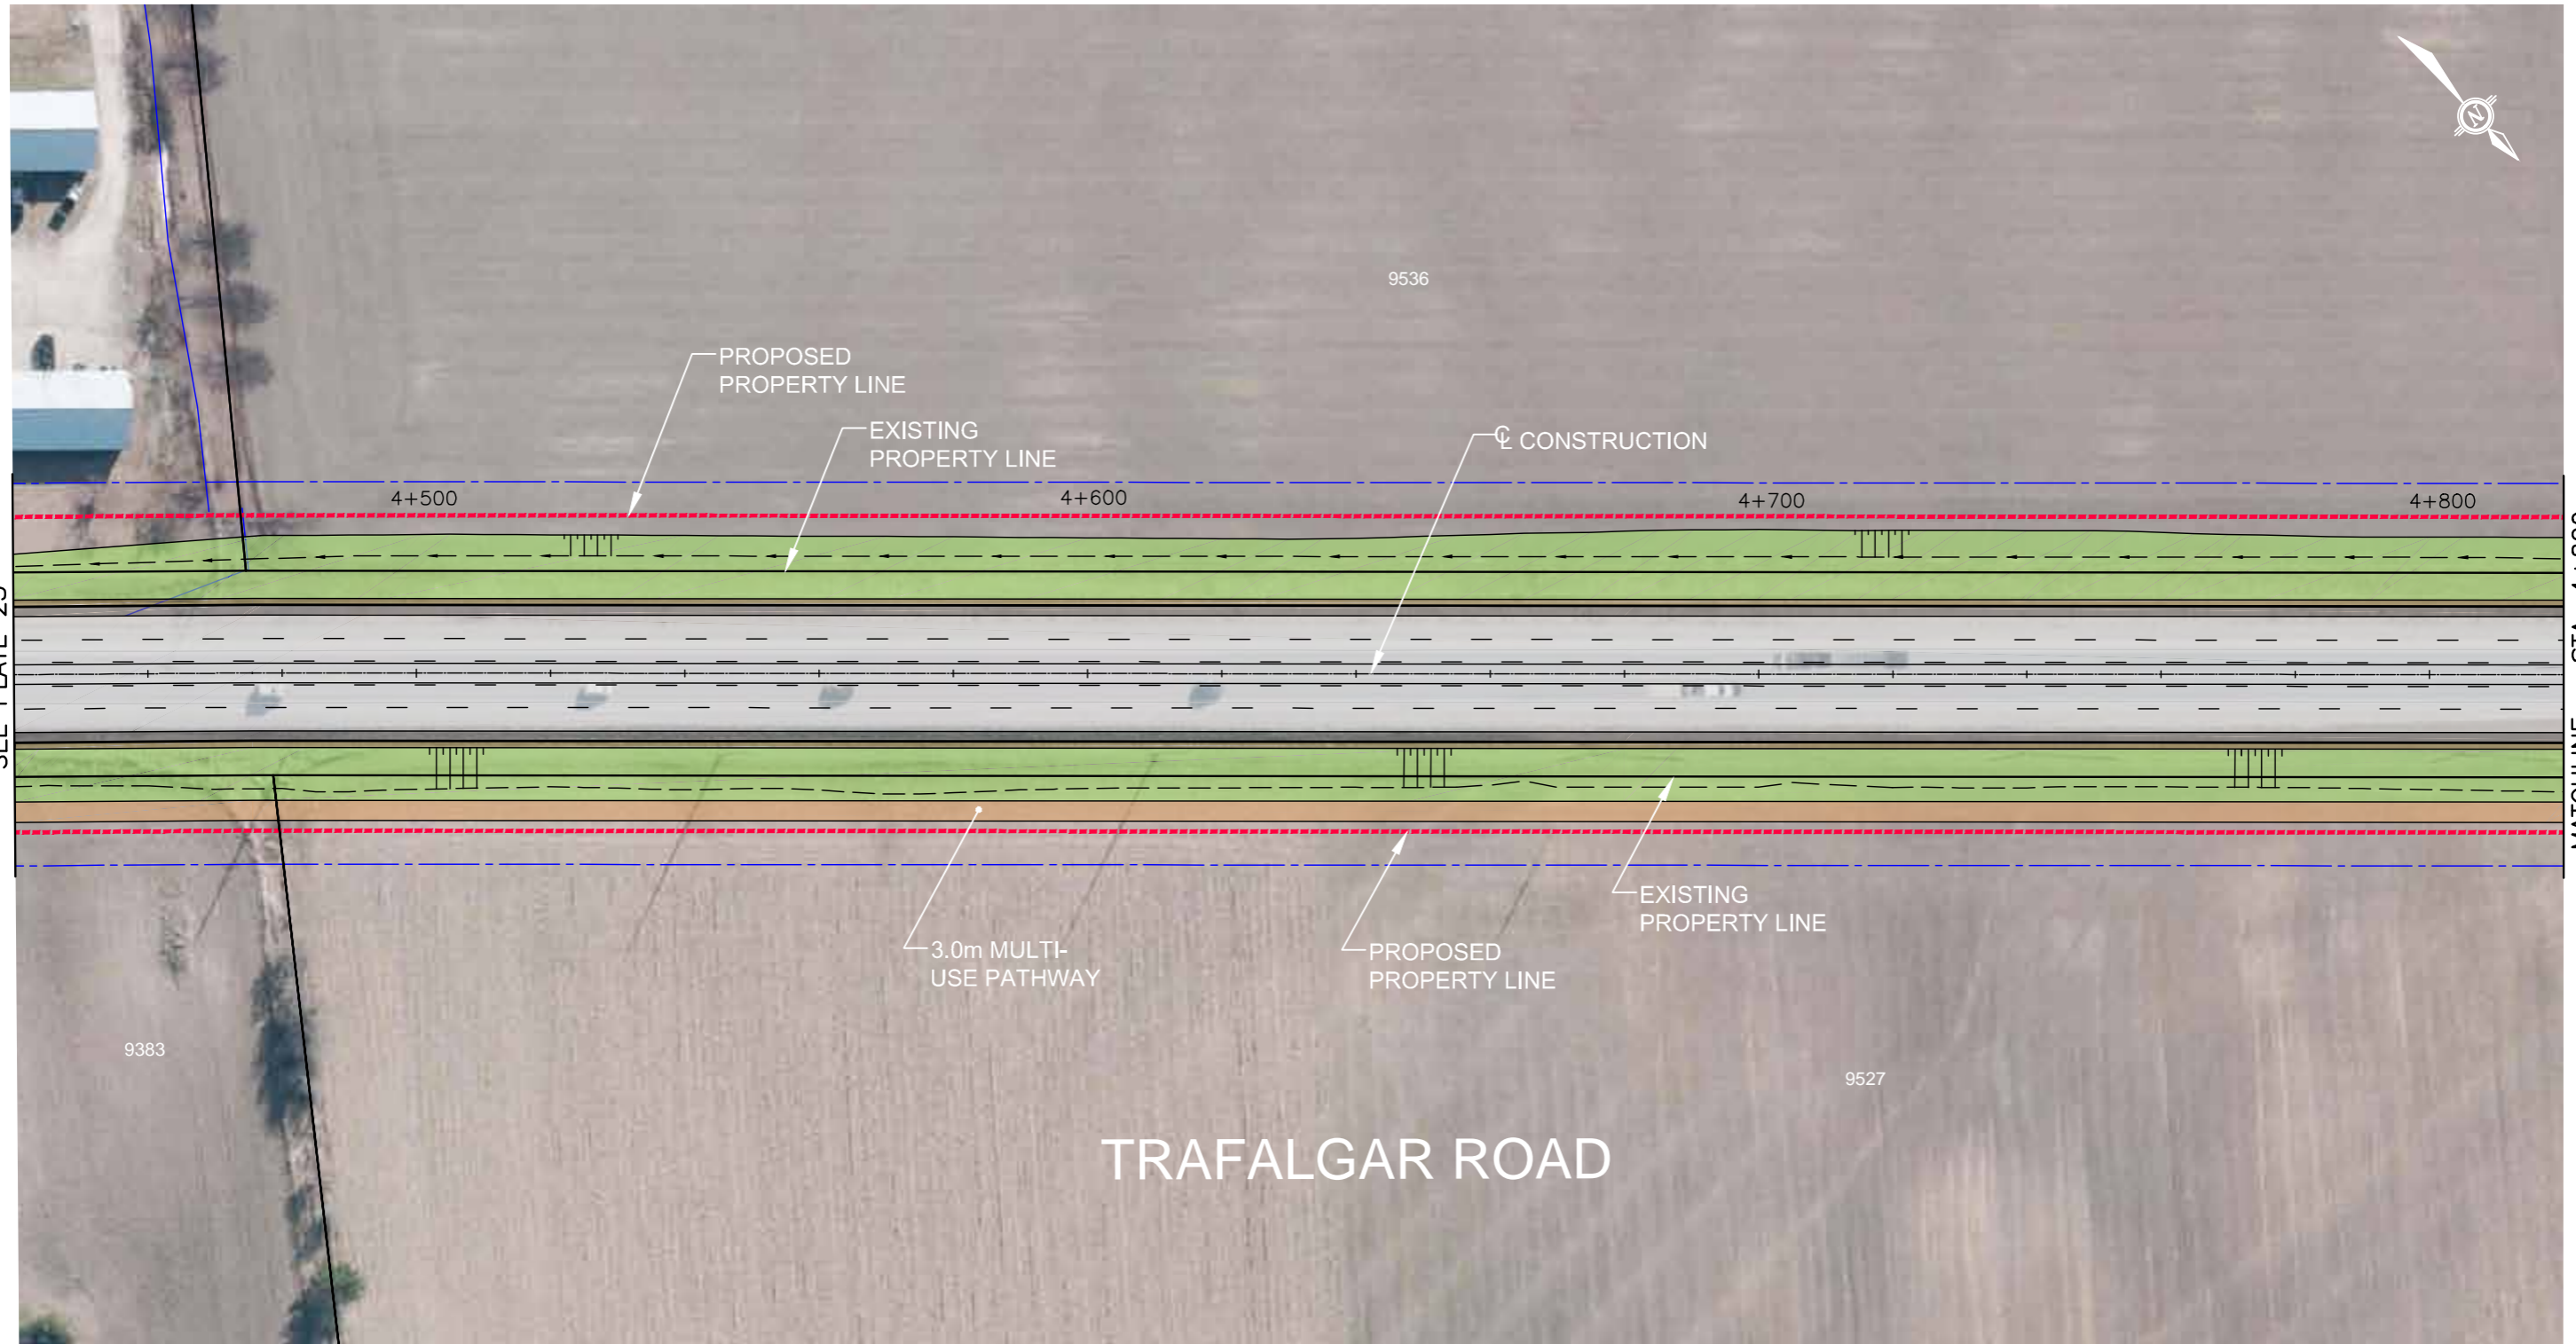 9536
PROPOSED
PROPERTY LINE
EXISTING
PROPERTY LINE
℄ CONSTRUCTION
4+500
4+600
4+700
4+800
N
EXISTING
PROPERTY LINE
3.0m MULTI-
USE PATHWAY
PROPOSED
PROPERTY LINE
9383
9527
TRAFALGAR ROAD